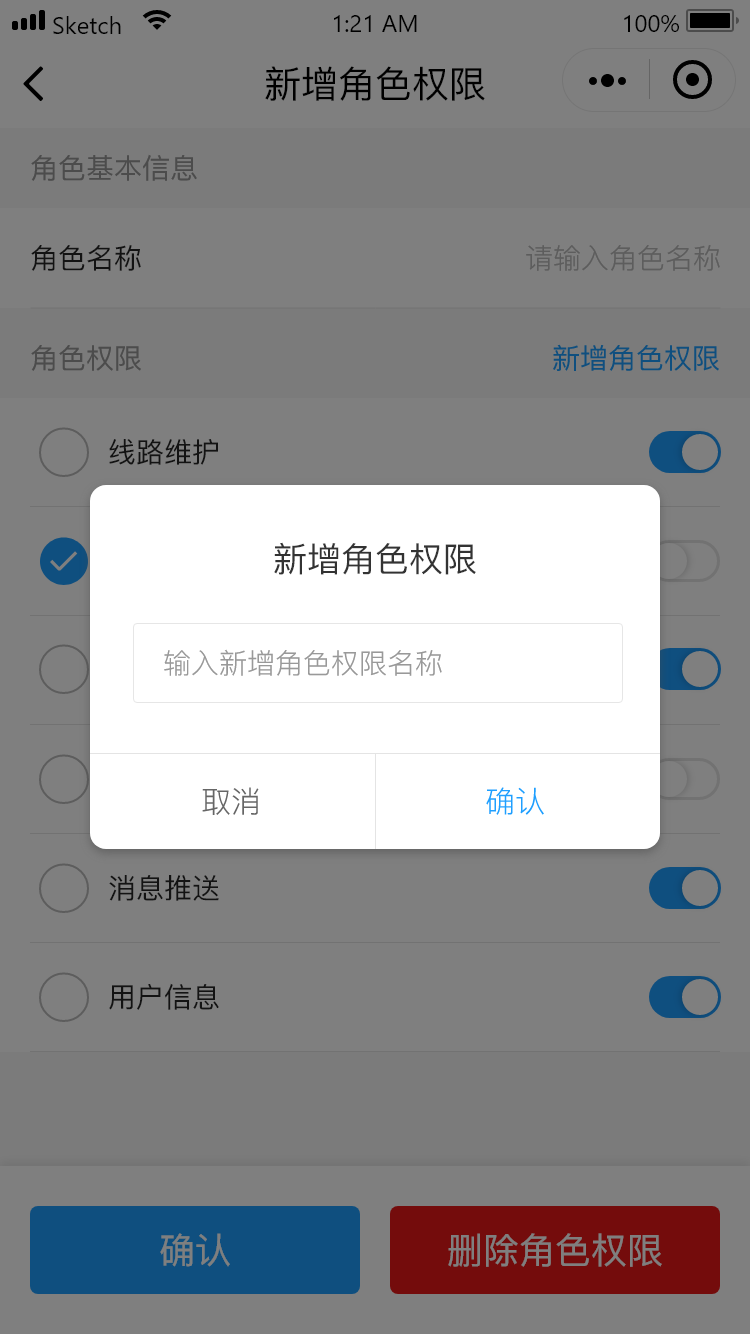 Sketch 1:21 AM 100%
新增角色权限
角色基本信息
角色名称 请输入角色名称
角色权限 新增角色权限
线路维护
新增角色权限
输入新增角色权限名称
取消 确认
消息推送
用户信息
确认 删除角色权限